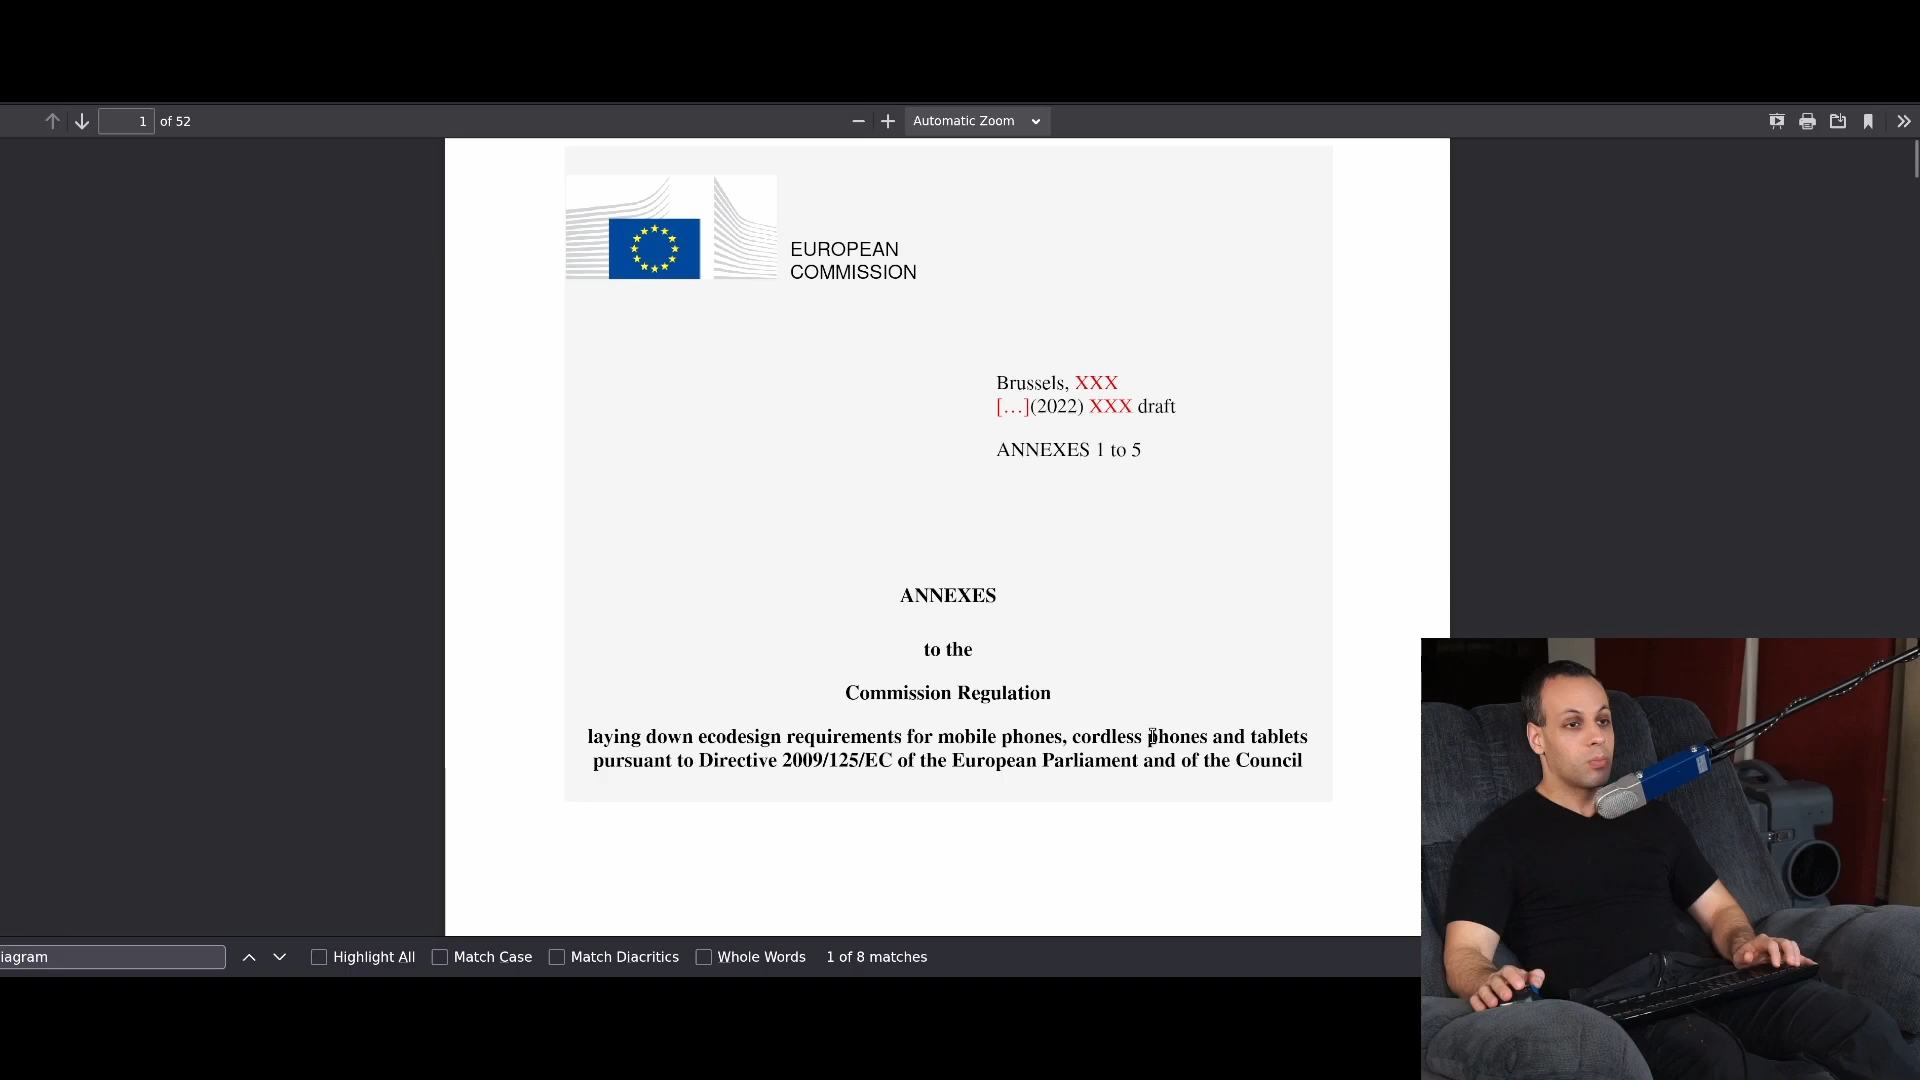 1 of 52
Automatic Zoom
EUROPEAN
COMMISSION
Brussels, XXX
[…](2022) XXX draft
ANNEXES 1 to 5
ANNEXES
to the
Commission Regulation
laying down ecodesign requirements for mobile phones, cordless phones and tablets
pursuant to Directive 2009/125/EC of the European Parliament and of the Council
iagram
Highlight All
Match Case
Match Diacritics
Whole Words
1 of 8 matches